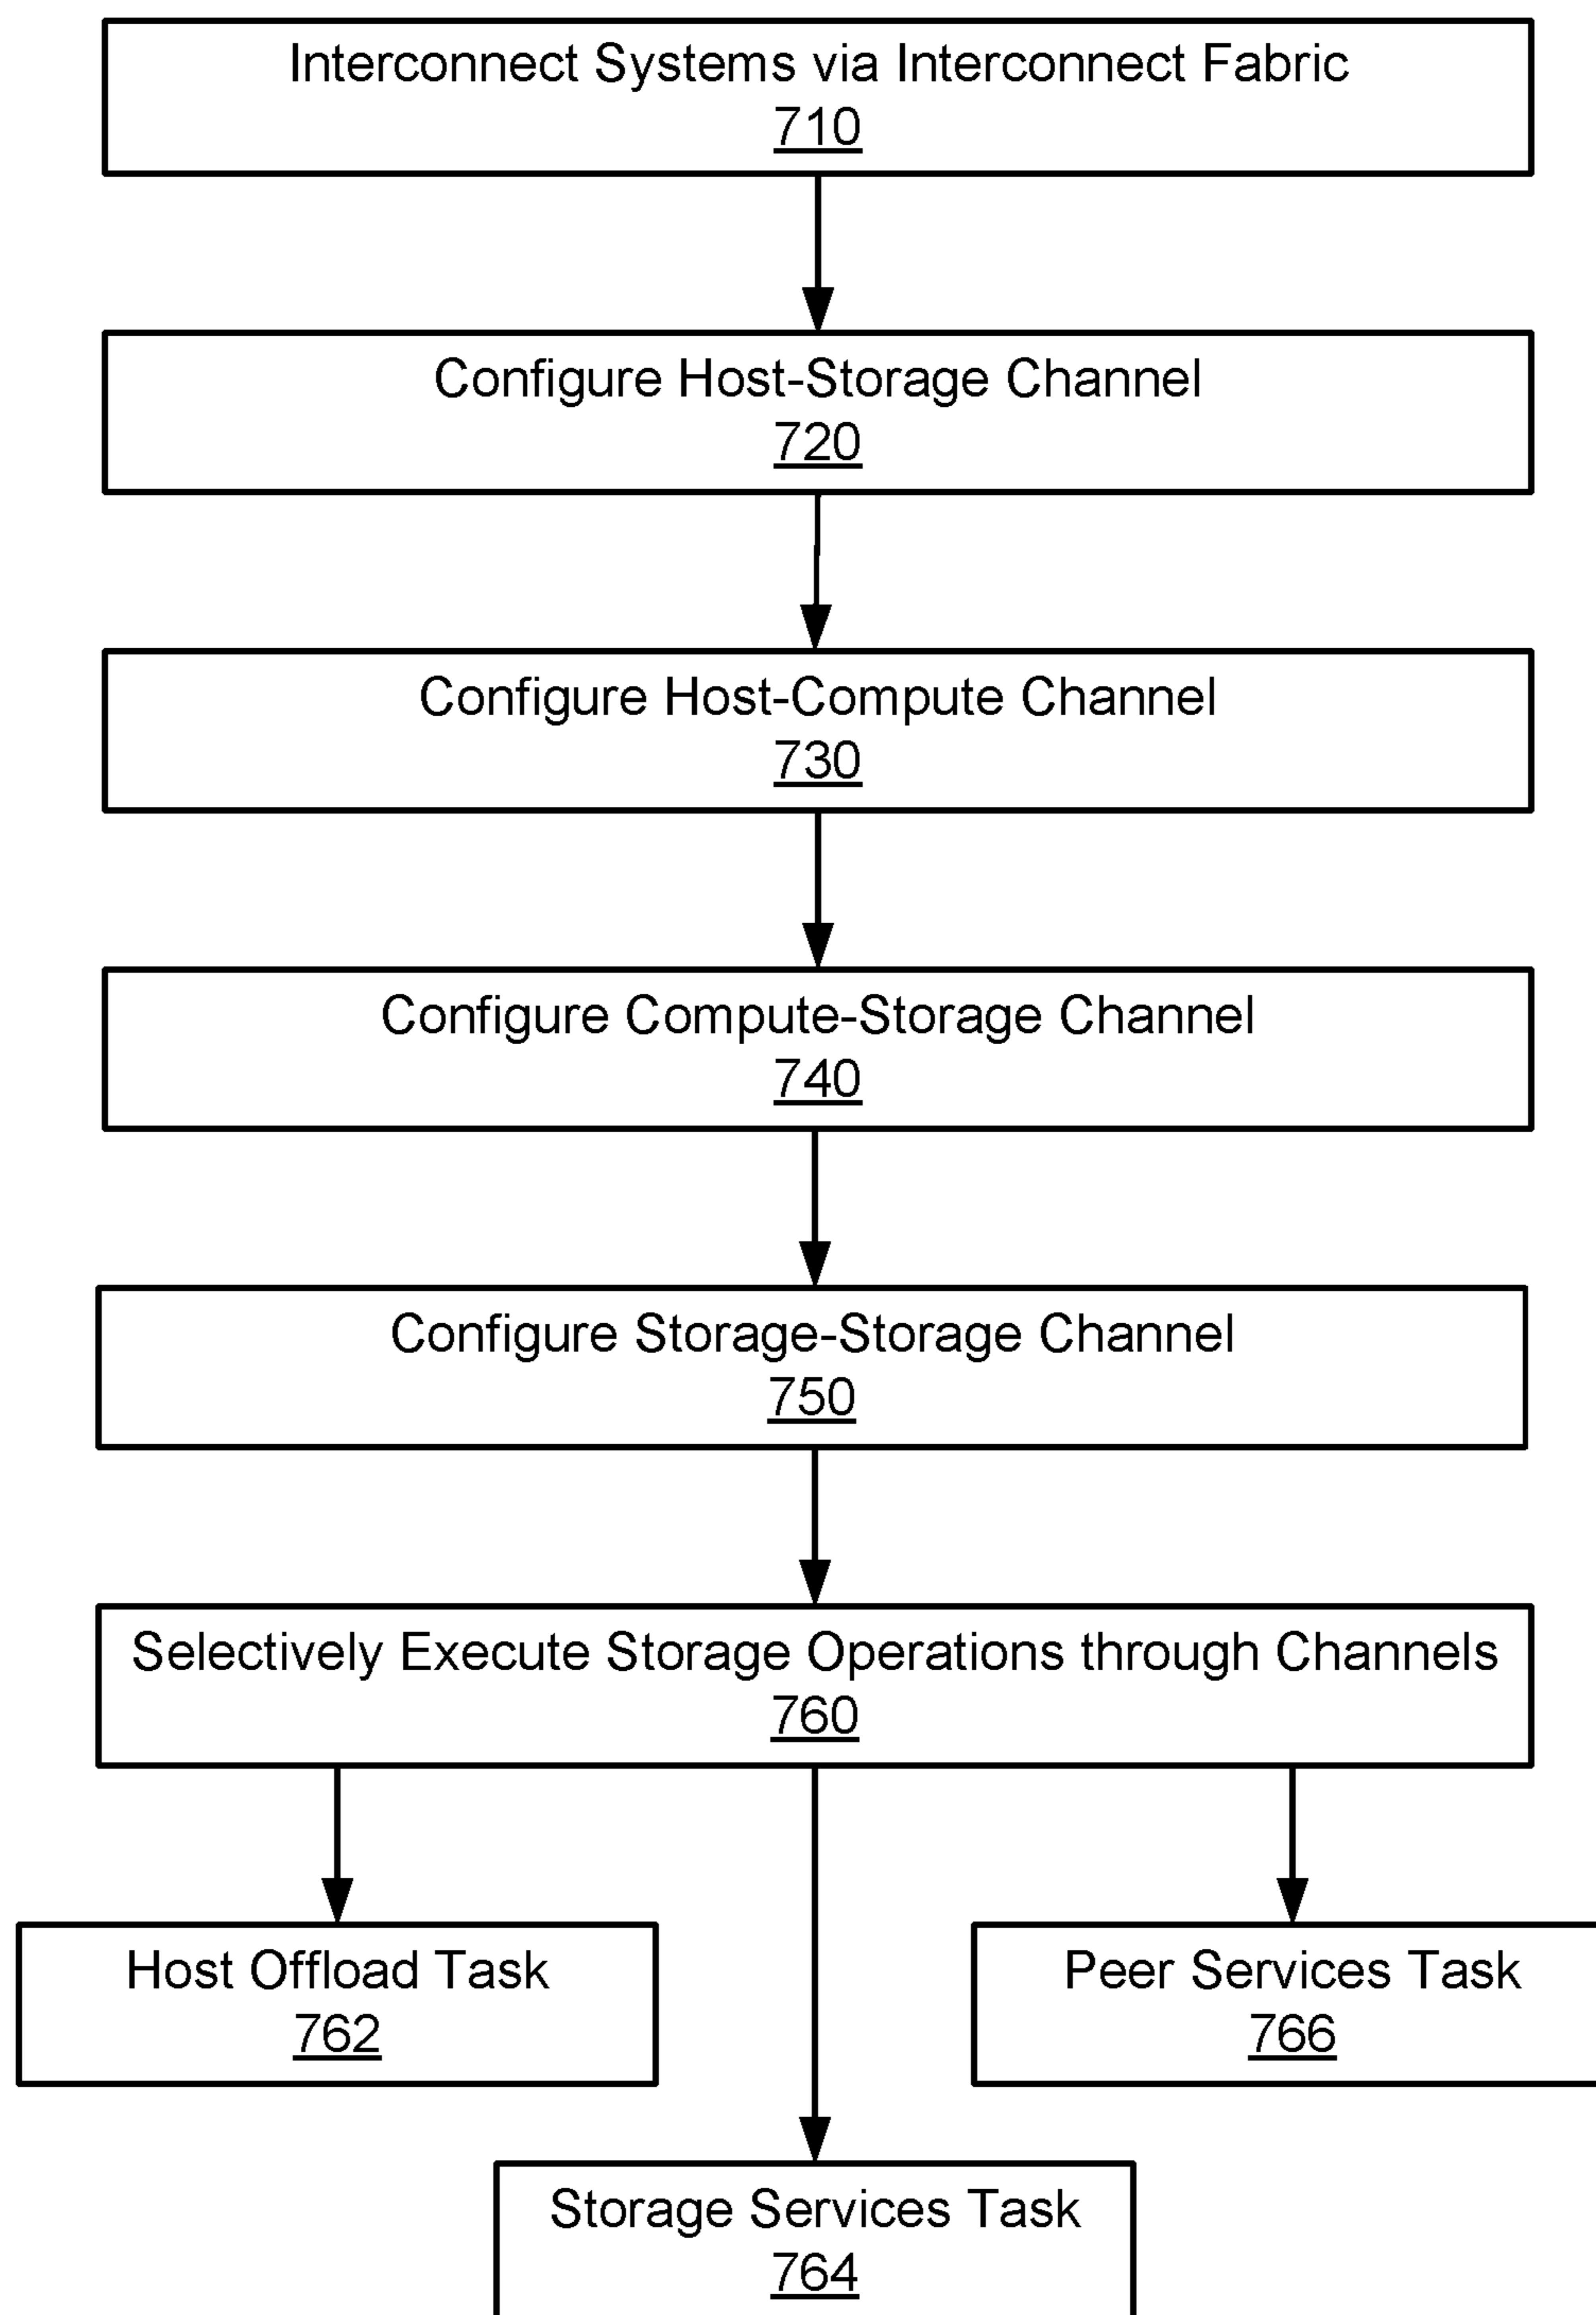 Interconnect Systems via Interconnect Fabric
710
Configure Host-Storage Channel
720
Configure Host-Compute Channel
730
Configure Compute-Storage Channel
740
Configure Storage-Storage Channel
750
Selectively Execute Storage Operations through Channels
760
Host Offload Task
762
Peer Services Task
766
Storage Services Task
764